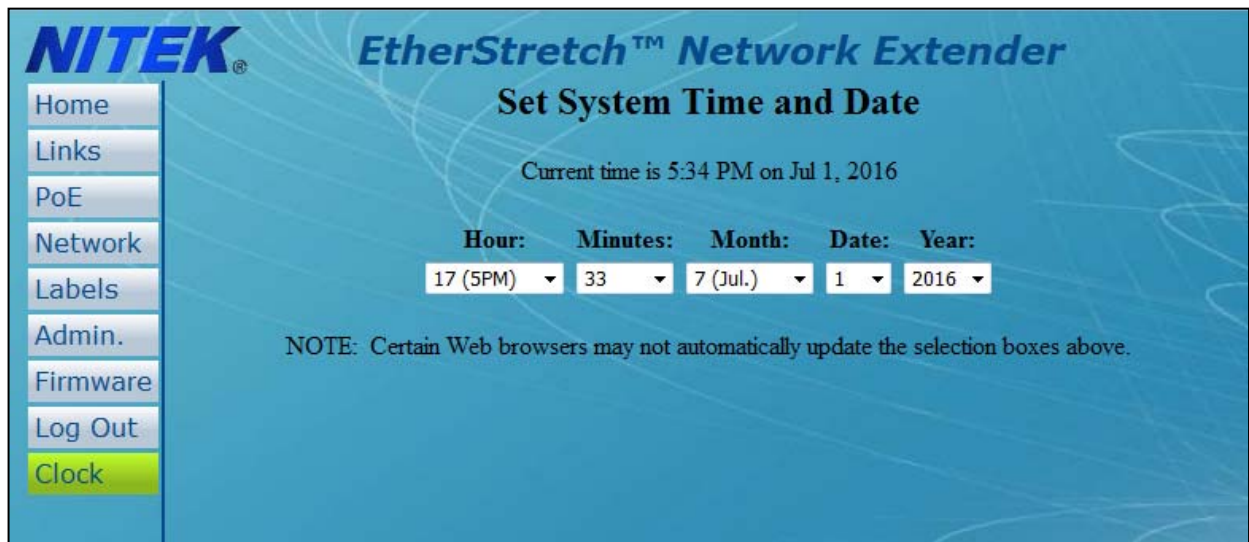 NITEK®
EtherStretch™ Network Extender
Home
Links
PoE
Network
Labels
Admin.
Firmware
Log Out
Clock
Set System Time and Date
Current time is 5:34 PM on Jul 1, 2016
Hour: Minutes: Month: Date: Year:
17 (5PM) 33 7 (Jul.) 1 2016
NOTE: Certain Web browsers may not automatically update the selection boxes above.